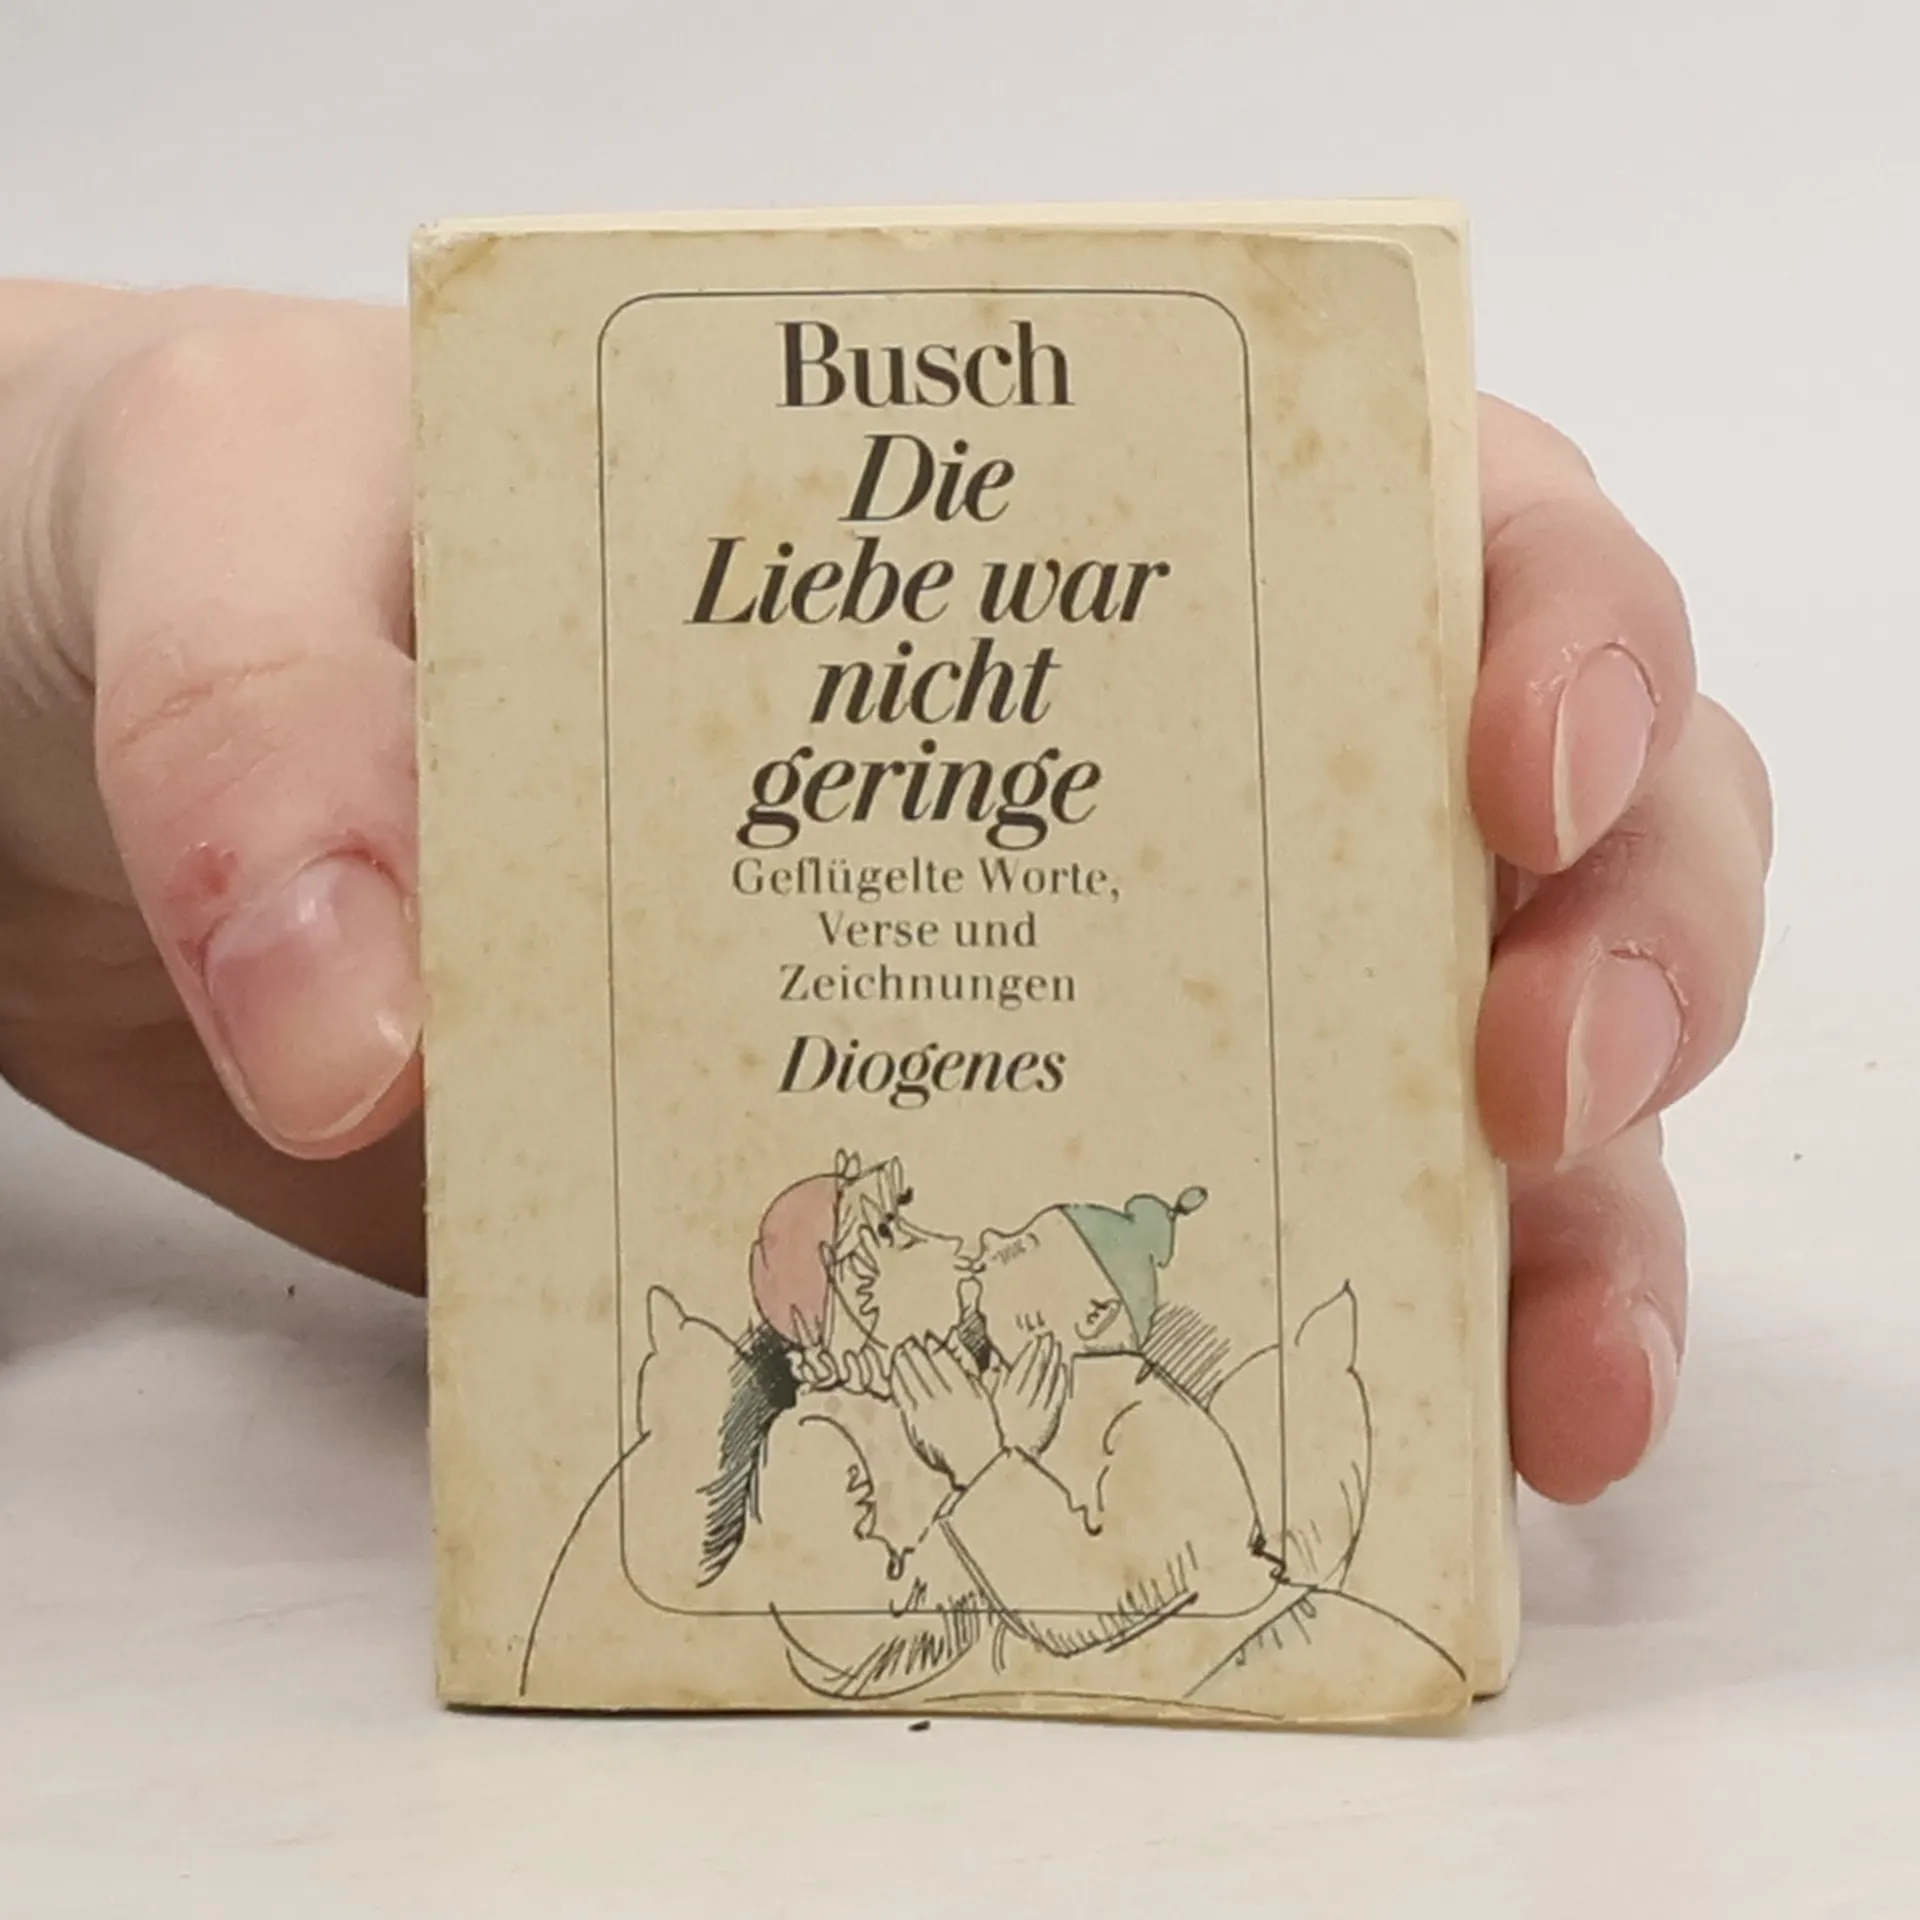 Busch
Die
Liebe war
nicht
geringe
Geflügelte Worte,
Verse und
Zeichnungen
Diogenes